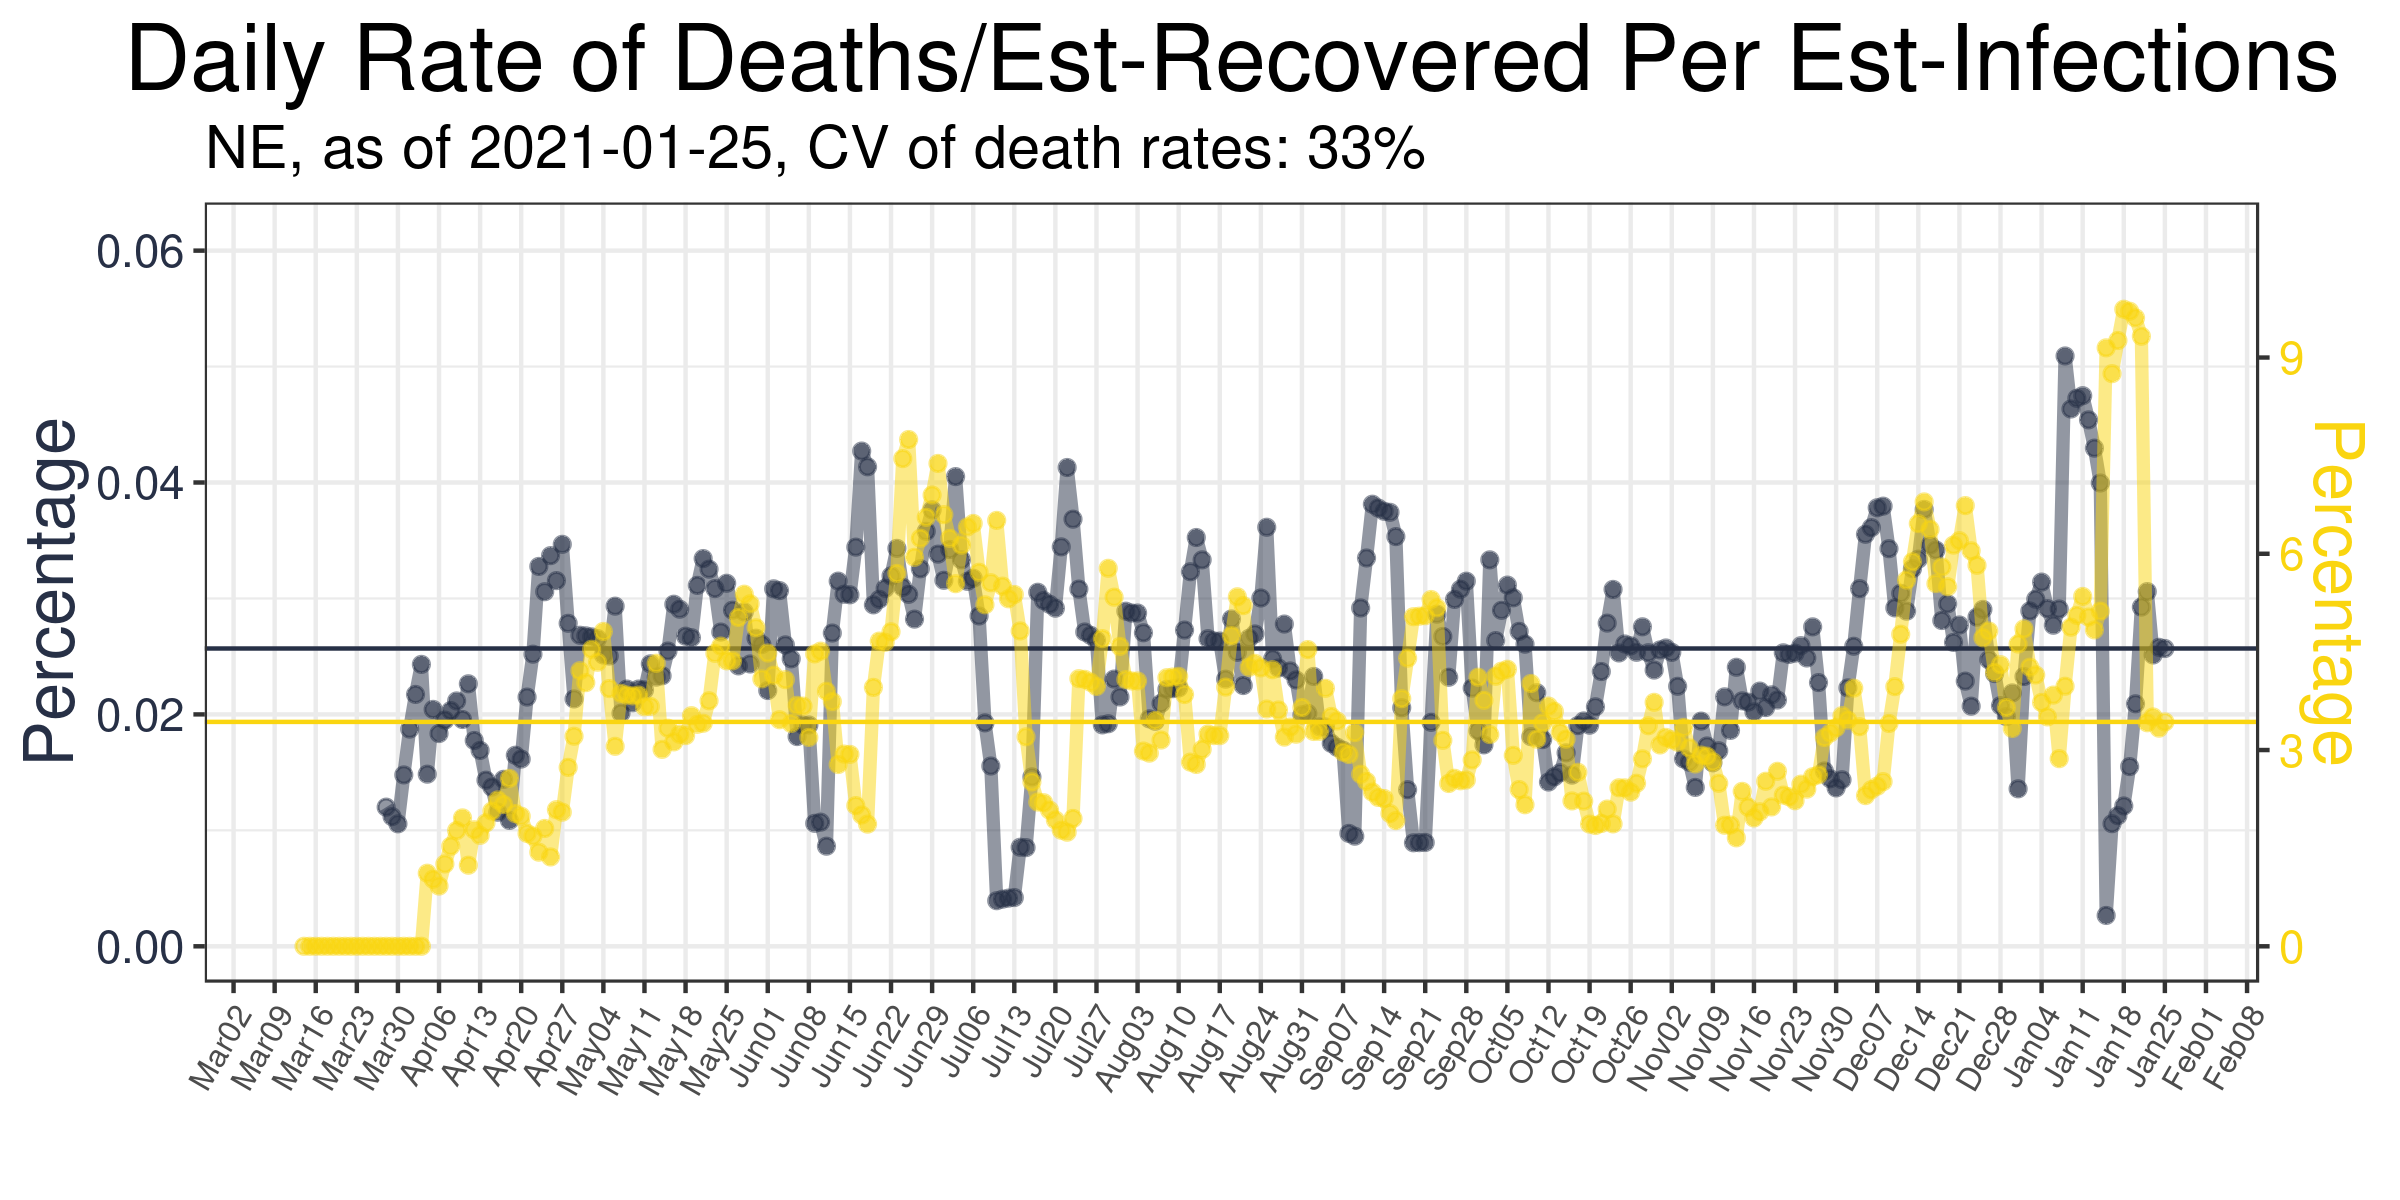 Daily Rate of Deaths/Est-Recovered Per Est-Infections
NE, as of 2021-01-25, CV of death rates: 33%
Percentage
0.06
0.04
0.02
0.00
9
6
3
0
Percentage
Mar02
Mar09
Mar16
Mar23
Mar30
Apr06
Apr13
Apr20
Apr27
May04
May11
May18
May25
Jun01
Jun08
Jun15
Jun22
Jun29
Jul06
Jul13
Jul20
Jul27
Aug03
Aug10
Aug17
Aug24
Aug31
Sep07
Sep14
Sep21
Sep28
Oct05
Oct12
Oct19
Oct26
Nov02
Nov09
Nov16
Nov23
Nov30
Dec07
Dec14
Dec21
Dec28
Jan04
Jan11
Jan18
Jan25
Feb01
Feb08